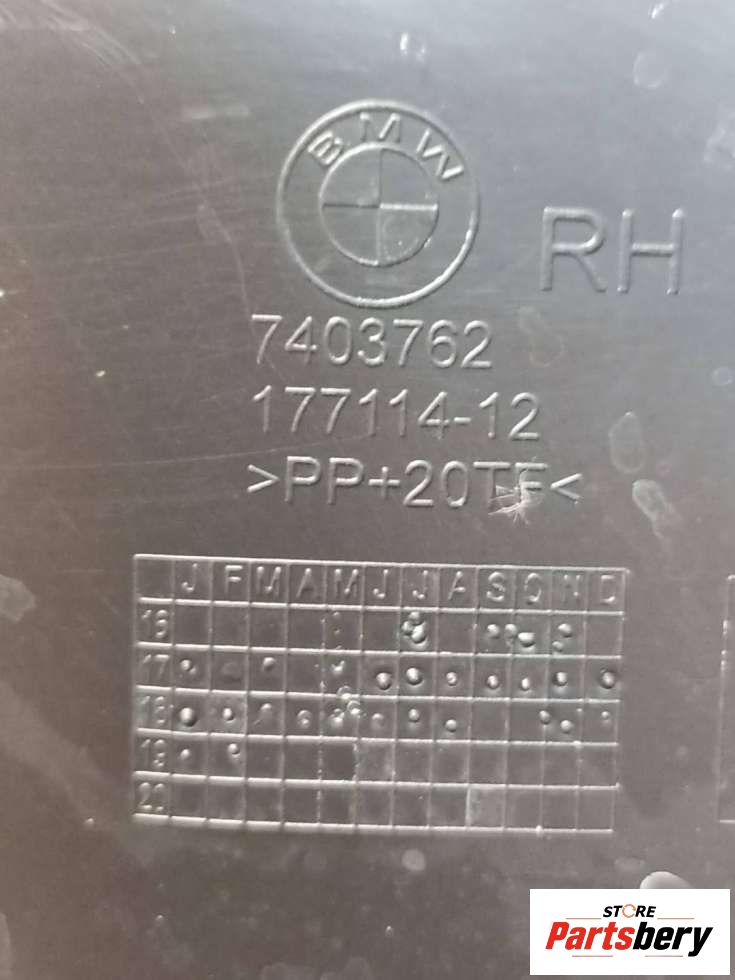 BMW
RH
7403762
177114-12
>PP+20TF<
J F M A M J J A S O N D
16
17
18
19
20
STORE
Partsbery